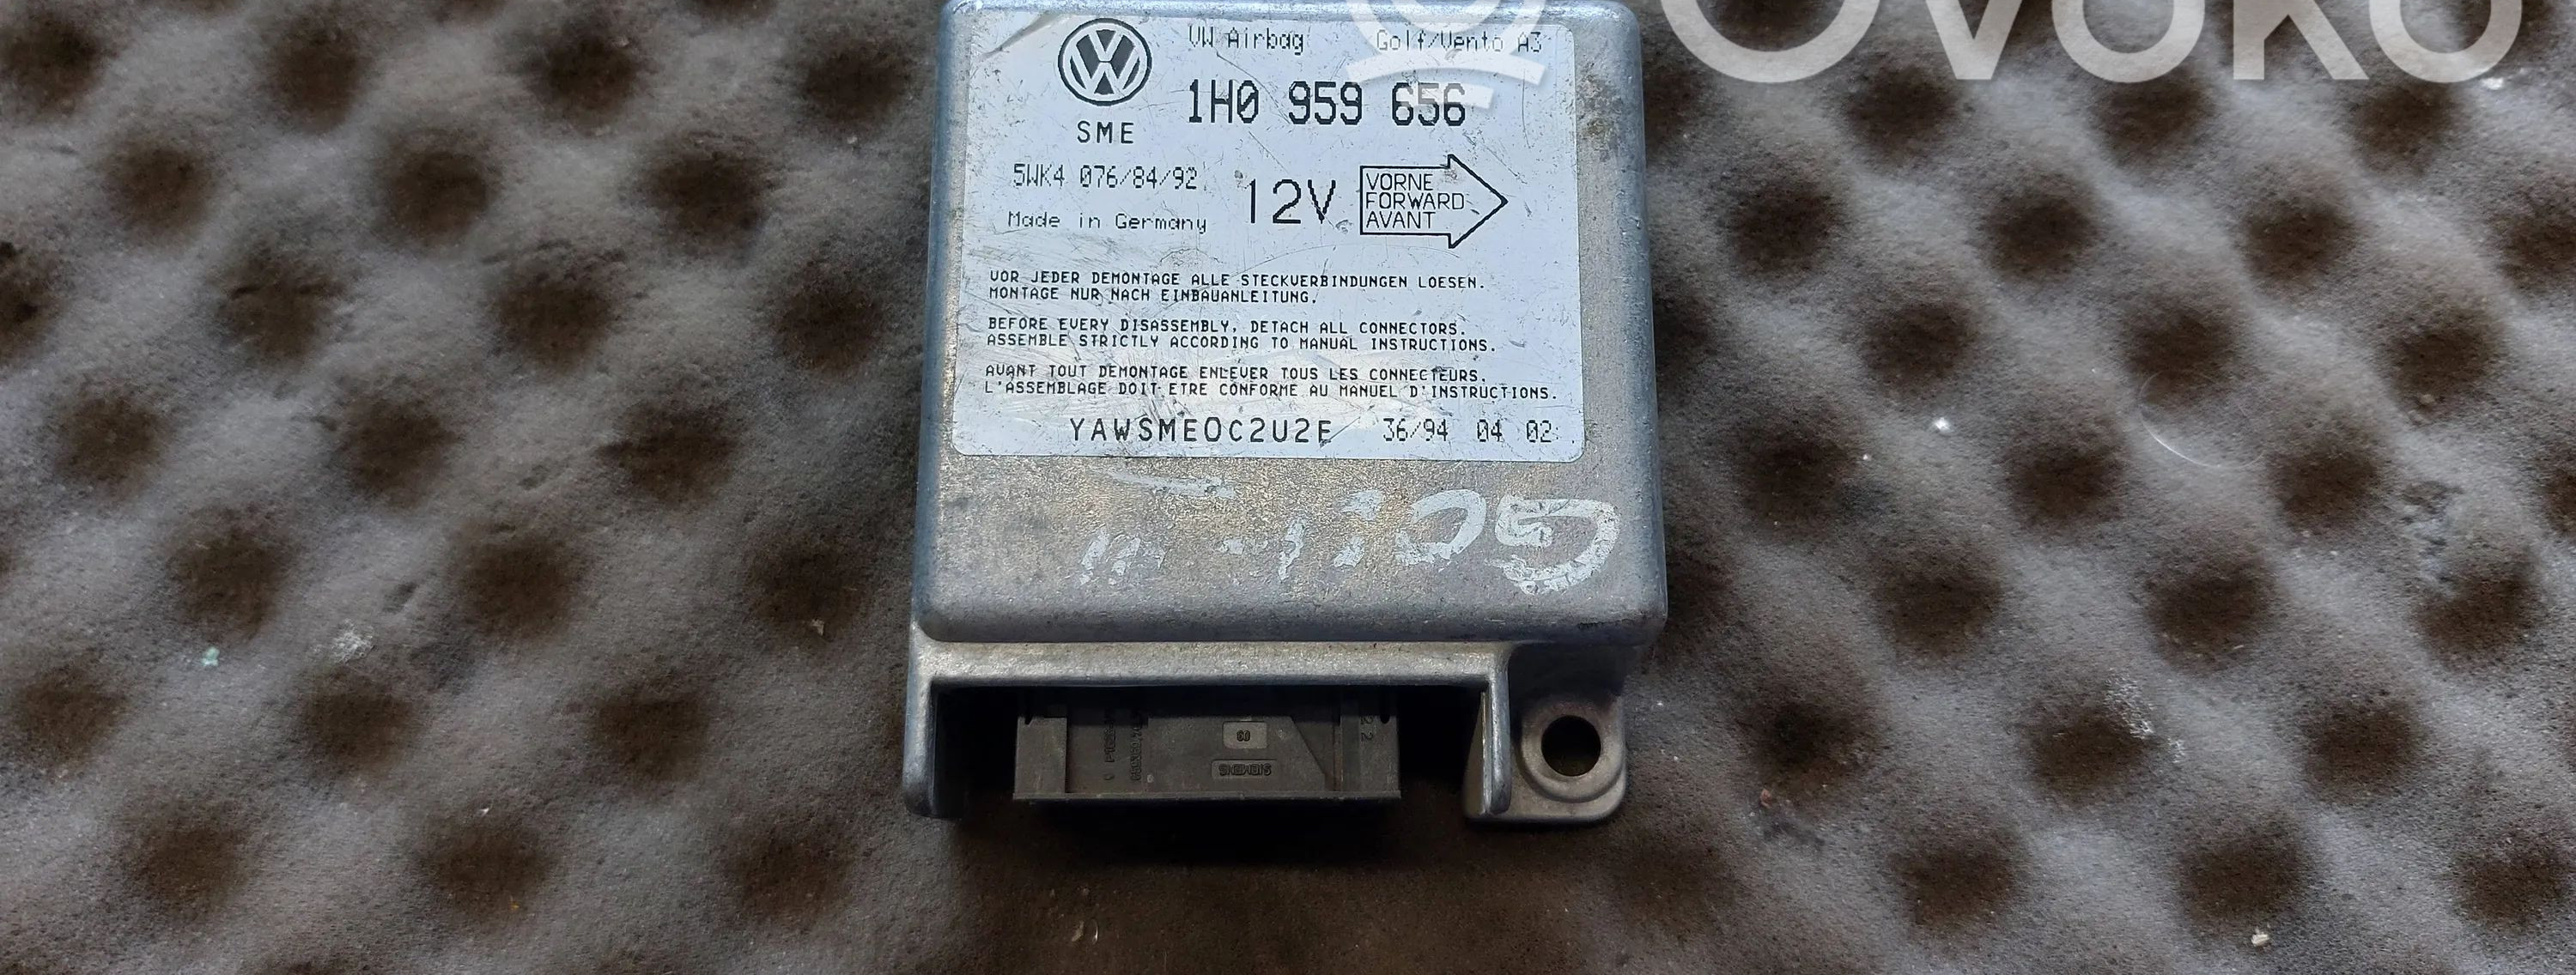 OVOKO
VW Airbag Golf/Vento A3
1H0 959 656
SME
5WK4 076/84/92
12V
VORNE
FORWARD
AVANT
Made in Germany
VOR JEDER DEMONTAGE ALLE STECKVERBINDUNGEN LOESEN.
MONTAGE NUR NACH EINBAUANLEITUNG.
BEFORE EVERY DISASSEMBLY, DETACH ALL CONNECTORS.
ASSEMBLE STRICTLY ACCORDING TO MANUAL INSTRUCTIONS.
AVANT TOUT DEMONTAGE ENLEVER TOUS LES CONNECTEURS.
L'ASSEMBLAGE DOIT ETRE CONFORME AU MANUEL D'INSTRUCTIONS.
YAWSMEOC2U2E 36/94 04 02